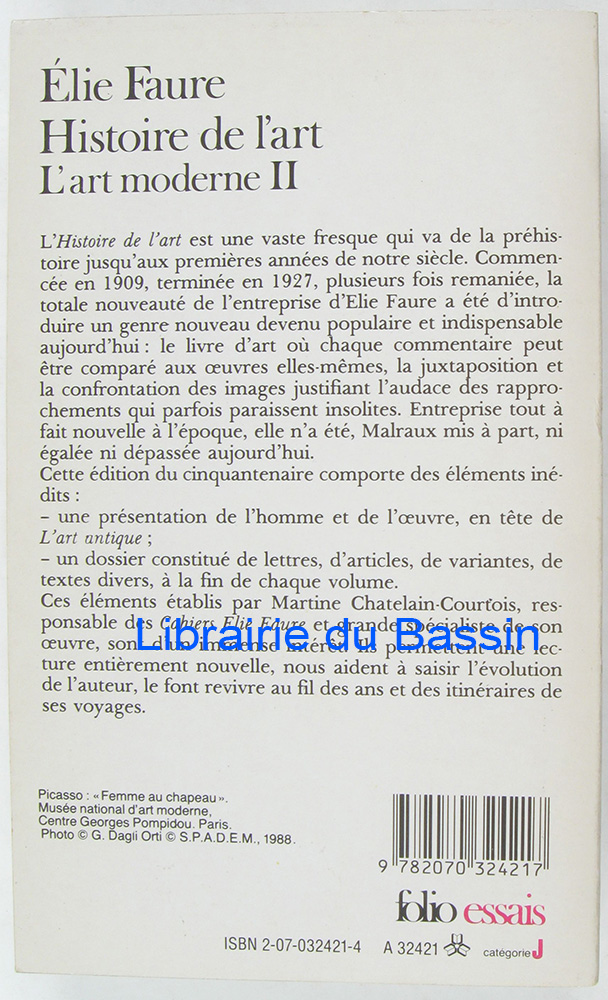 Élie Faure
Histoire de l'art
L'art moderne II
L'Histoire de l'art est une vaste fresque qui va de la préhis-
toire jusqu'aux premières années de notre siècle. Commen-
cée en 1909, terminée en 1927, plusieurs fois remaniée, la
totale nouveauté de l'entreprise d'Elie Faure a été d'intro-
duire un genre nouveau devenu populaire et indispensable
aujourd'hui : le livre d'art où chaque commentaire peut
être comparé aux œuvres elles-mêmes, la juxtaposition et
la confrontation des images justifiant l'audace des rappro-
chements qui parfois paraissent insolites. Entreprise tout à
fait nouvelle à l'époque, elle n'a été, Malraux mis à part, ni
égalée ni dépassée aujourd'hui.
Cette édition du cinquantenaire comporte des éléments iné-
dits :
– une présentation de l'homme et de l'œuvre, en tête de
L'art antique ;
– un dossier constitué de lettres, d'articles, de variantes, de
textes divers, à la fin de chaque volume.
Ces éléments établis par Martine Chatelain-Courtois, res-
ponsable des Cahiers Elie Faure et grande spécialiste de son
Librairie du Bassin
œuvre, sont d'un immense intérêt. Ils permettent une lec-
ture entièrement nouvelle, nous aident à saisir l'évolution
de l'auteur, le font revivre au fil des ans et des itinéraires de
ses voyages.
Picasso : « Femme au chapeau ».
Musée national d'art moderne,
Centre Georges Pompidou. Paris.
Photo © G. Dagli Orti © S.P.A.D.E.M., 1988.
9 782070 324217
folio essais
ISBN 2-07-032421-4 A 32421 catégorie J